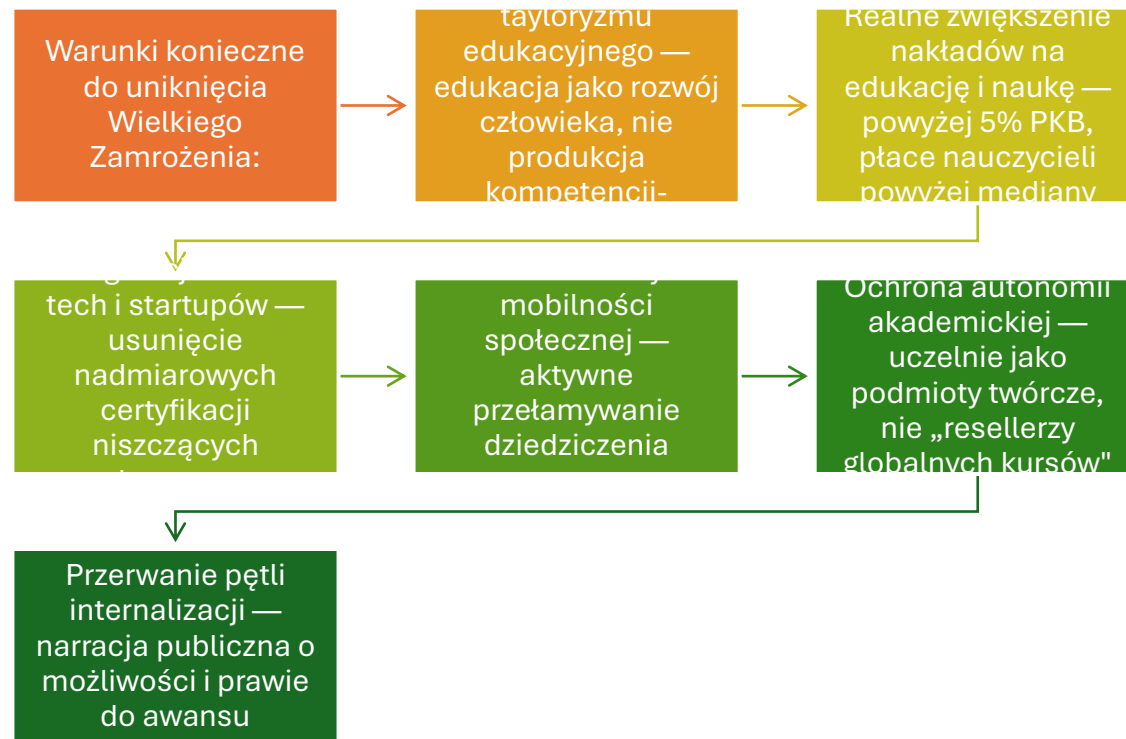 Warunki konieczne
do uniknięcia
Wielkiego
Zamrożenia:
tayloryzmu
edukacyjnego —
edukacja jako rozwój
człowieka, nie
produkcja
kompetencji-
Realne zwiększenie
nakładów na
edukację i naukę —
powyżej 5% PKB,
płace nauczycieli
powyżej mediany
tech i startupów —
usunięcie
nadmiarowych
certyfikacji
niszczących
mobilności
społecznej —
aktywne
przełamywanie
dziedziczenia
Ochrona autonomii
akademickiej —
uczelnie jako
podmioty twórcze,
nie „resellerzy
globalnych kursów"
Przerwanie pętli
internalizacji —
narracja publiczna o
możliwości i prawie
do awansu